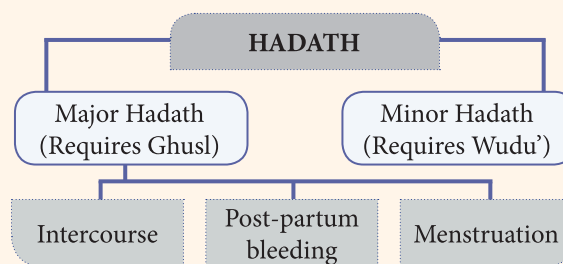 HADATH
Major Hadath
(Requires Ghusl)
Minor Hadath
(Requires Wudu’)
Intercourse
Post-partum
bleeding
Menstruation